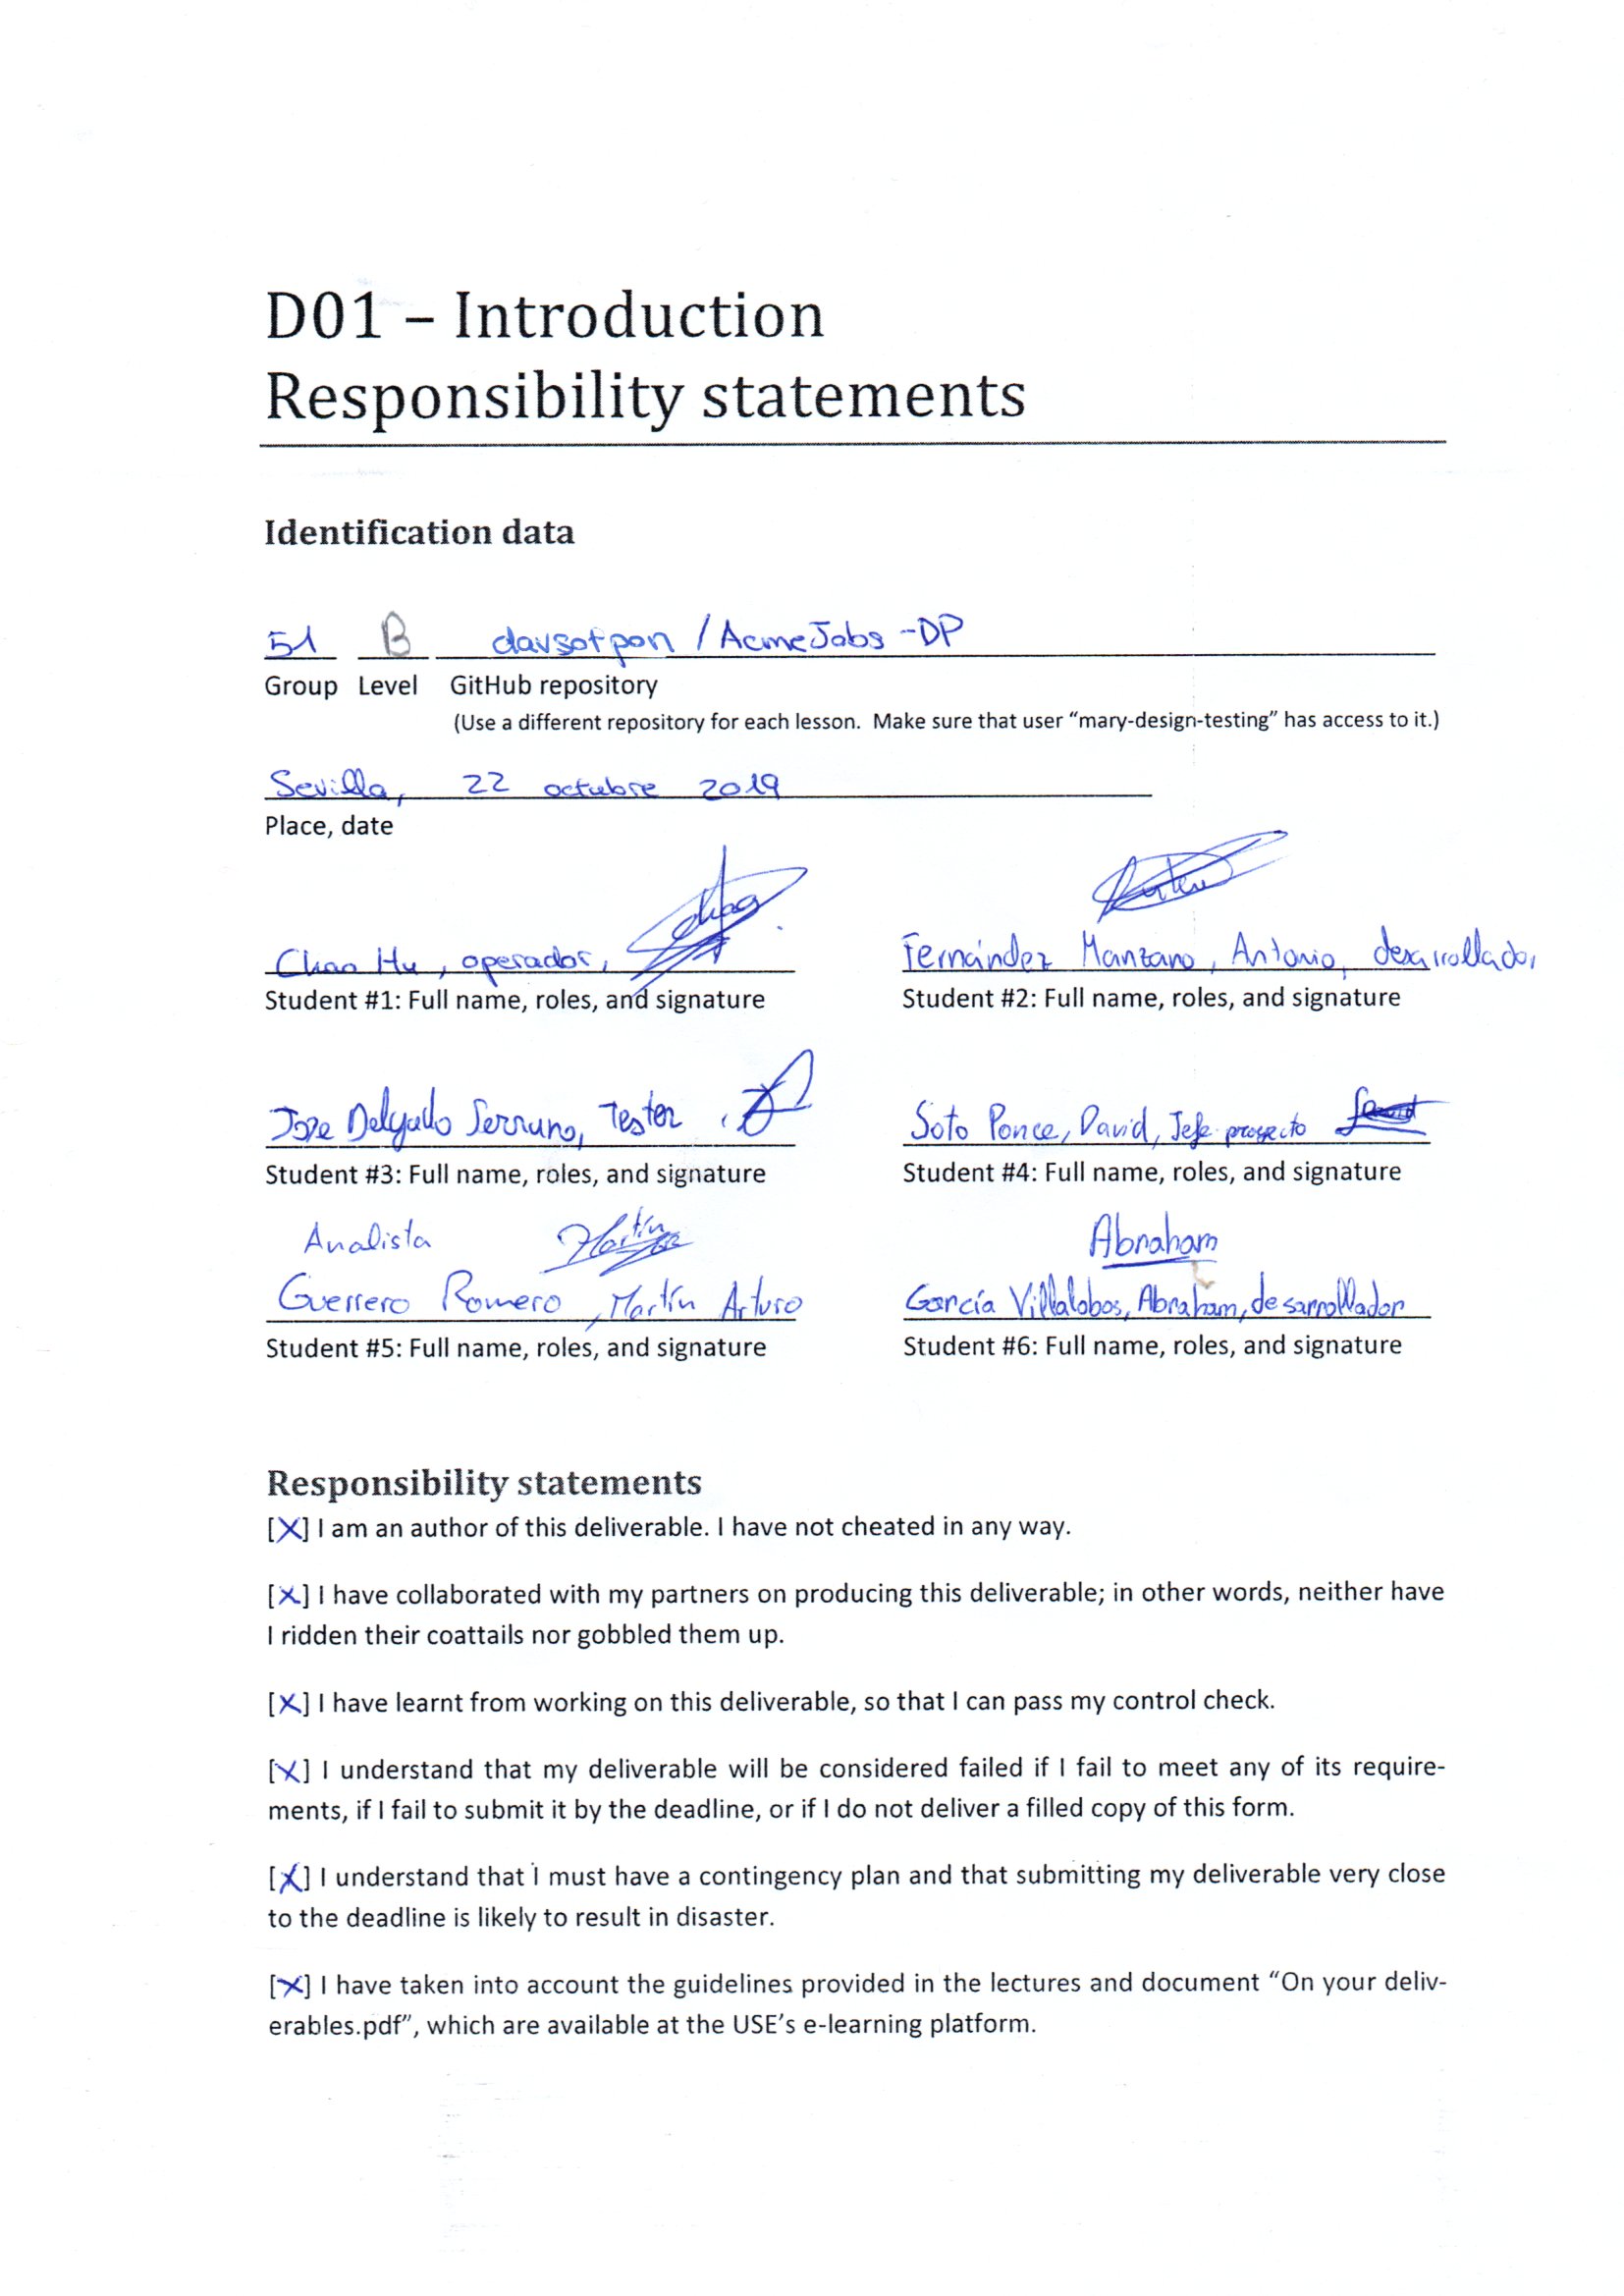 D01 – Introduction
Responsibility statements
Identification data
51 B davsotpon / AcmeJobs -DP
Group Level GitHub repository
(Use a different repository for each lesson. Make sure that user “mary-design-testing” has access to it.)
Sevilla, 22 octubre 2019
Place, date
Chao Hu, operador, Chao
Fernández Manzano, Antonio, desarrollador
Student #1: Full name, roles, and signature
Student #2: Full name, roles, and signature
Jose Delgado Serrano, Tester,
Soto Ponce, David, Jefe proyecto
Student #3: Full name, roles, and signature
Student #4: Full name, roles, and signature
Analista Martín
Guerrero Romero, Martín Arturo
Abraham
García Villalobos, Abraham, desarrollador
Student #5: Full name, roles, and signature
Student #6: Full name, roles, and signature
Responsibility statements
[X] I am an author of this deliverable. I have not cheated in any way.
[X] I have collaborated with my partners on producing this deliverable; in other words, neither have
I ridden their coattails nor gobbled them up.
[X] I have learnt from working on this deliverable, so that I can pass my control check.
[X] I understand that my deliverable will be considered failed if I fail to meet any of its require-
ments, if I fail to submit it by the deadline, or if I do not deliver a filled copy of this form.
[X] I understand that I must have a contingency plan and that submitting my deliverable very close
to the deadline is likely to result in disaster.
[X] I have taken into account the guidelines provided in the lectures and document “On your deliv-
erables.pdf”, which are available at the USE’s e-learning platform.